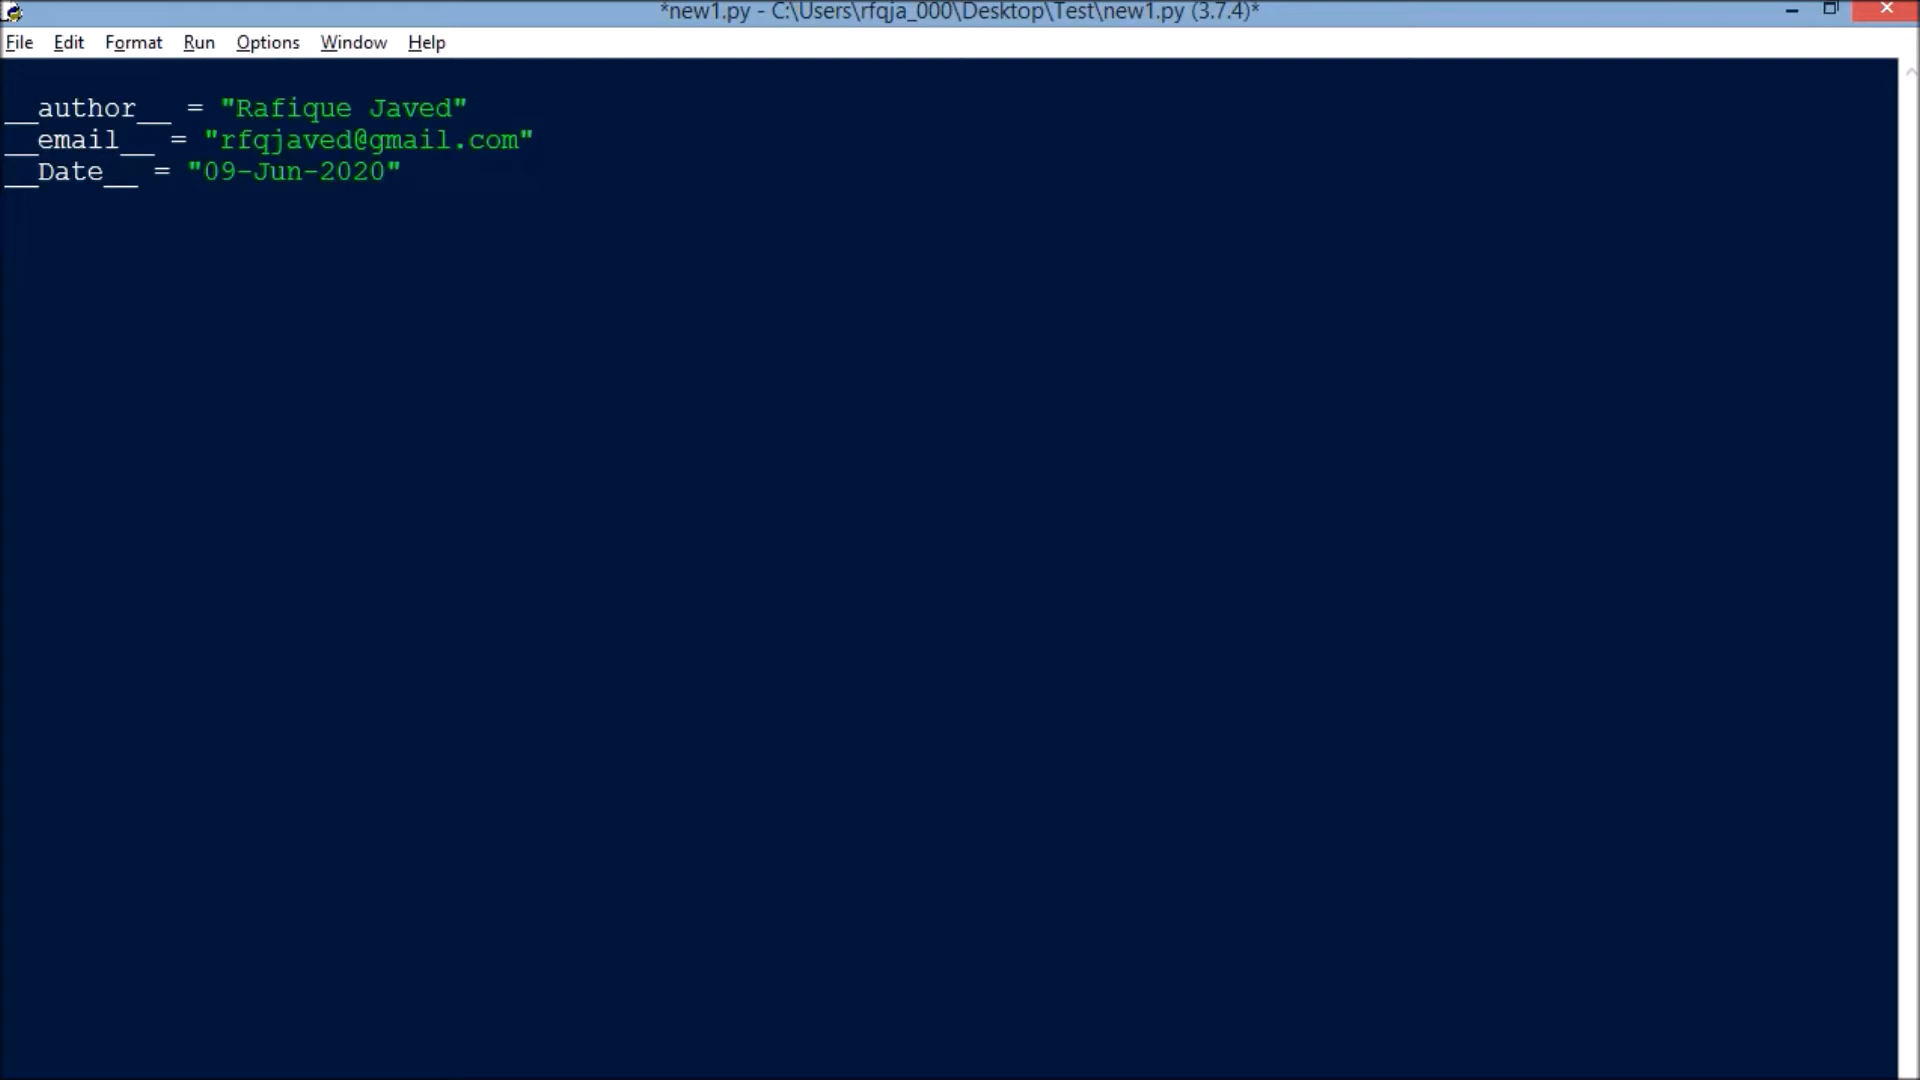 *new1.py - C:\Users\rfqja_000\Desktop\Test\new1.py (3.7.4)*
File Edit Format Run Options Window Help
__author__ = "Rafique Javed"
__email__ = "rfqjaved@gmail.com"
__Date__ = "09-Jun-2020"